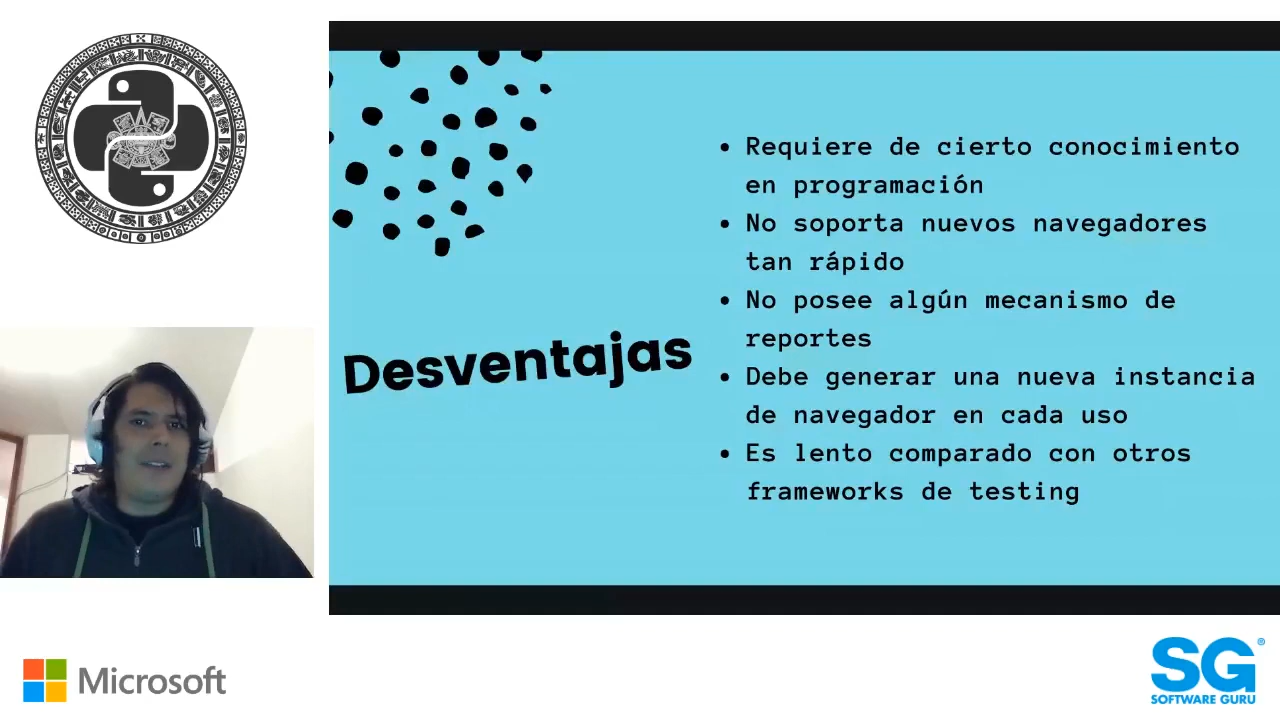 Desventajas
• Requiere de cierto conocimiento
en programación
• No soporta nuevos navegadores
tan rápido
• No posee algún mecanismo de
reportes
• Debe generar una nueva instancia
de navegador en cada uso
• Es lento comparado con otros
frameworks de testing
Microsoft
SG®
SOFTWARE GURU